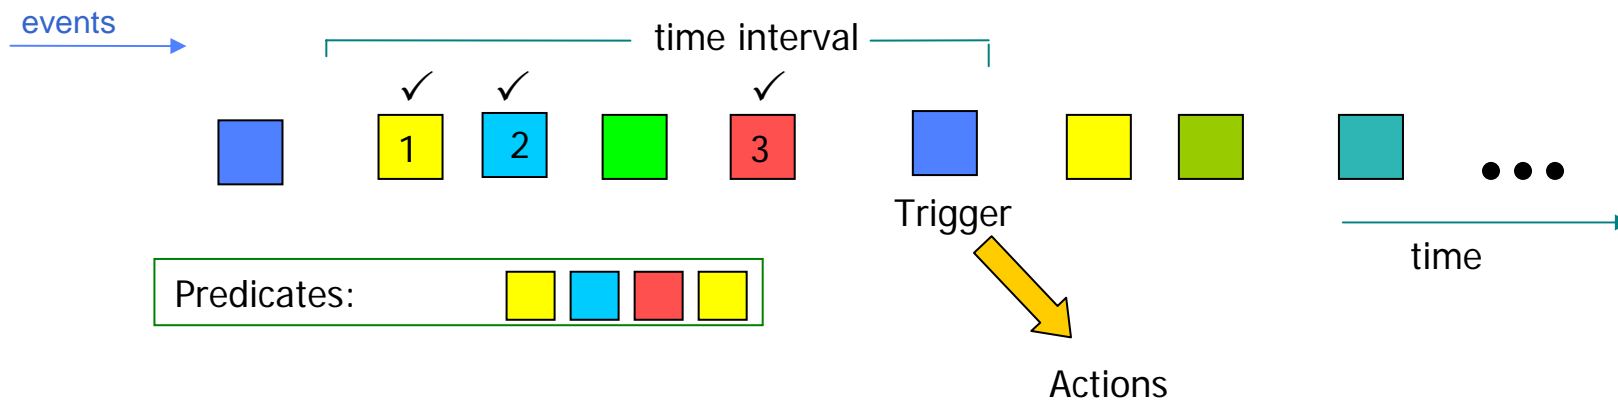 events
time interval
✓ ✓ ✓
1 2 3
Trigger
time
Predicates:
Actions